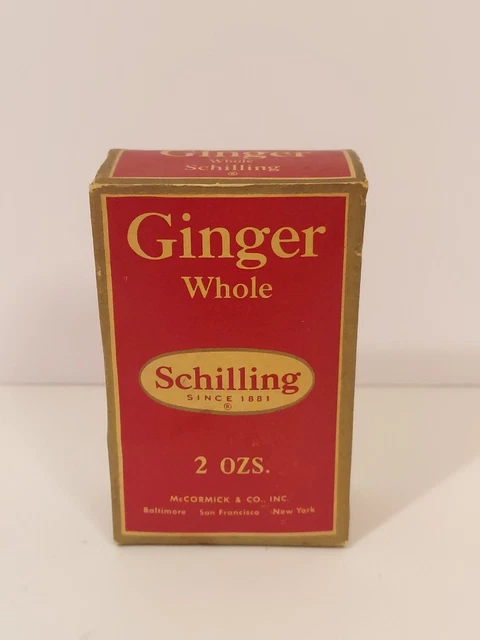 Ginger
Whole
Schilling
®
Ginger
Whole
Schilling
SINCE 1881
®
2 OZS.
McCORMICK & CO., INC.
Baltimore San Francisco New York